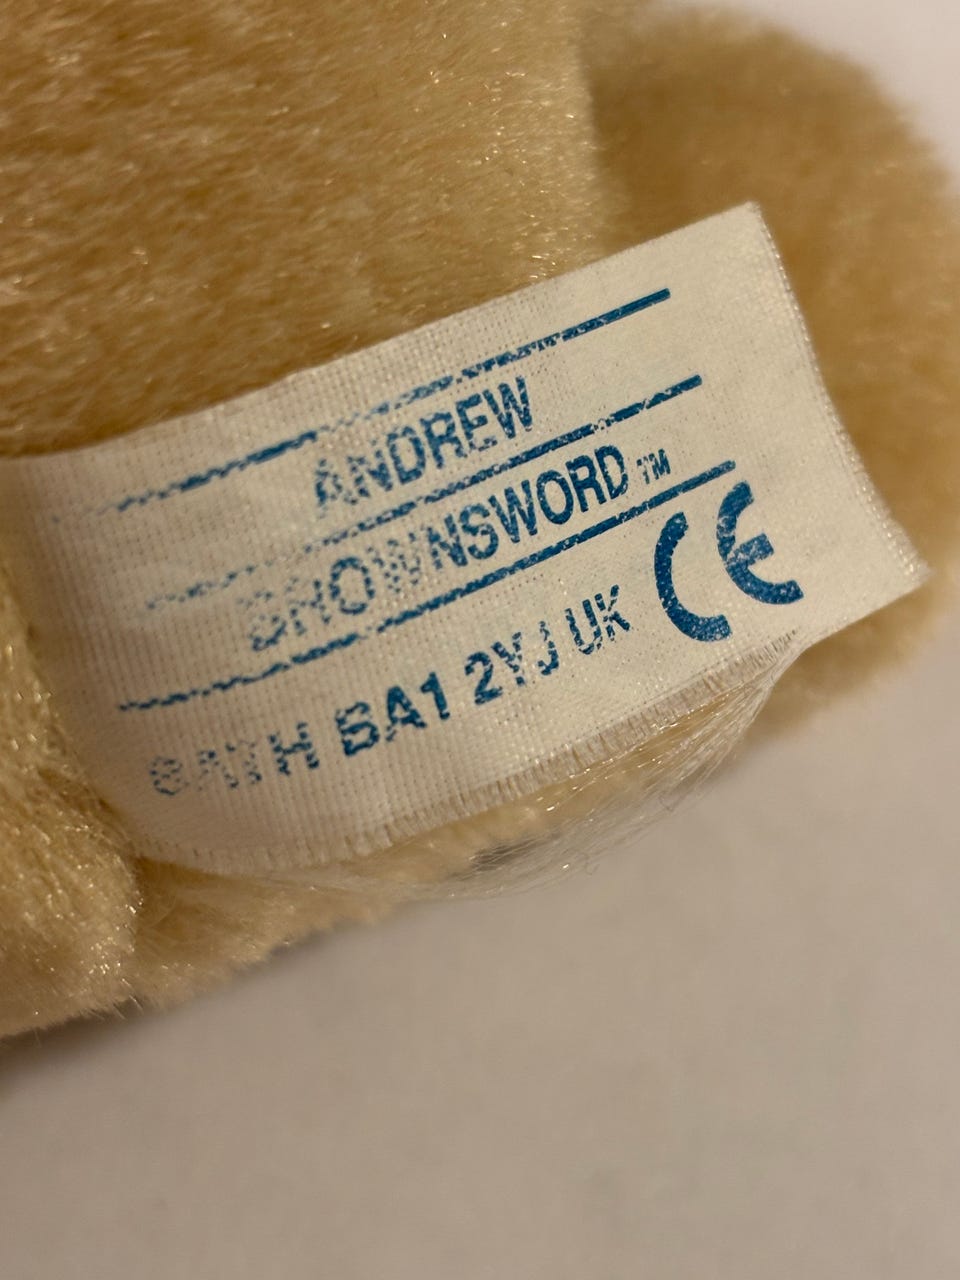 ANDREW
BROWNSWORD™
BATH BA1 2YJ UK CE